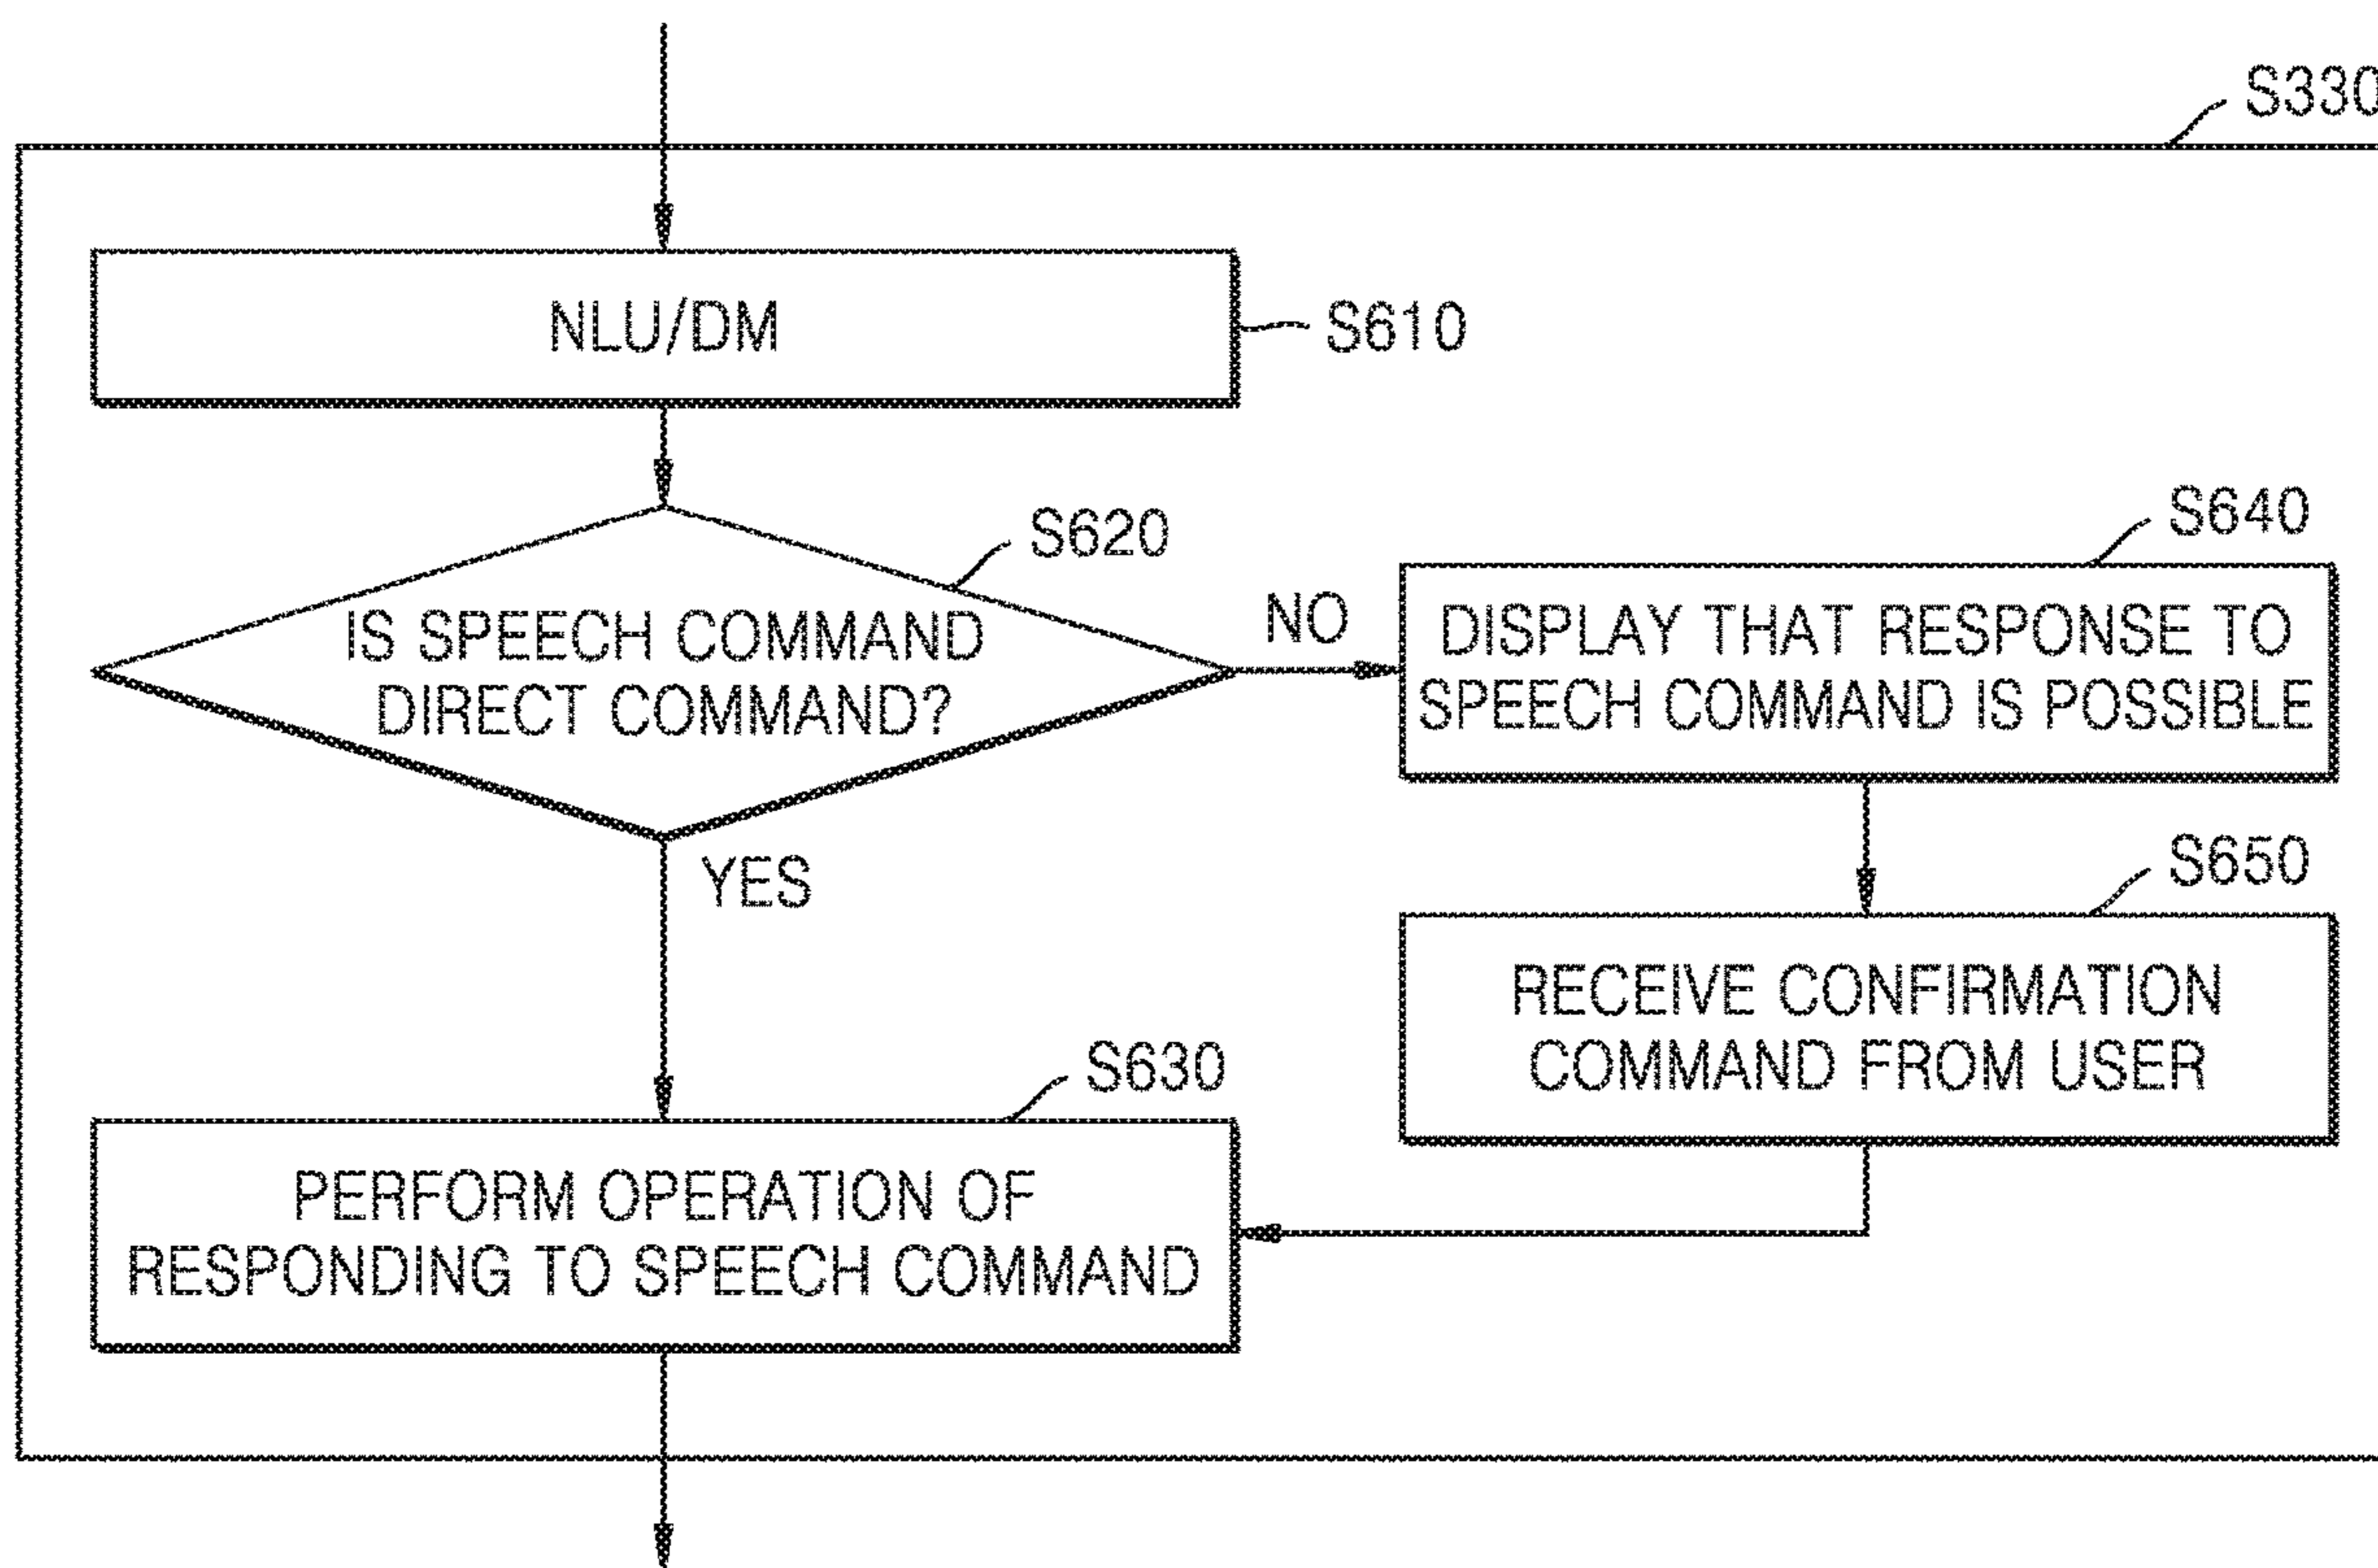 S330
NLU/DM
S610
S620
IS SPEECH COMMAND
DIRECT COMMAND?
NO
YES
S640
DISPLAY THAT RESPONSE TO
SPEECH COMMAND IS POSSIBLE
S650
RECEIVE CONFIRMATION
COMMAND FROM USER
S630
PERFORM OPERATION OF
RESPONDING TO SPEECH COMMAND